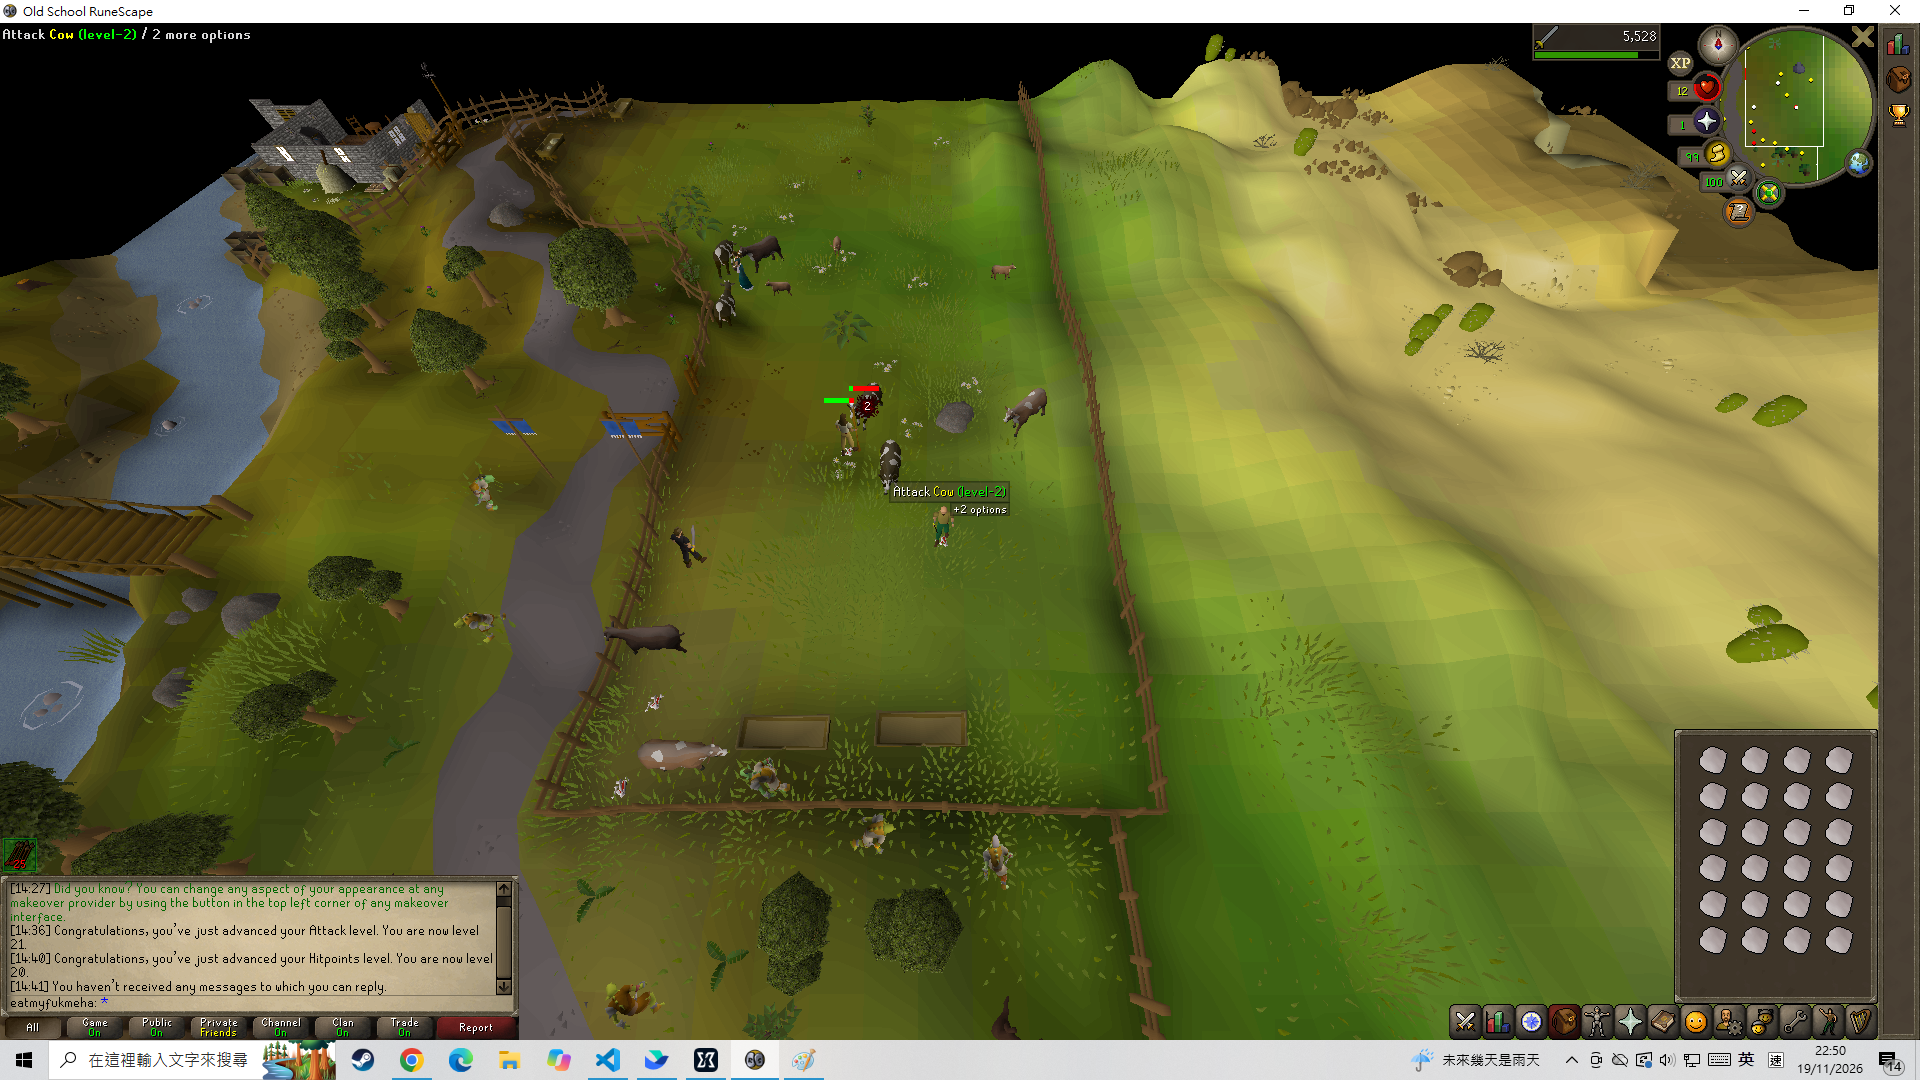 Old School RuneScape
Attack Cow (level-2) / 2 more options
5,528
N
XP
12
1
99
100
2
Attack Cow (level-2)
+2 options
25
[14:27] Did you know? You can change any aspect of your appearance at any
makeover provider by using the button in the top left corner of any makeover
interface.
[14:36] Congratulations, you've just advanced your Attack level. You are now level
21.
[14:40] Congratulations, you've just advanced your Hitpoints level. You are now level
20.
[14:41] You haven't received any messages to which you can reply.
eatmyfukmeha: *
All
Game
On
Public
On
Private
Friends
Channel
On
Clan
On
Trade
On
Report
在這裡輸入文字來搜尋
未來幾天是雨天
英
速
22:50
19/11/2026
14